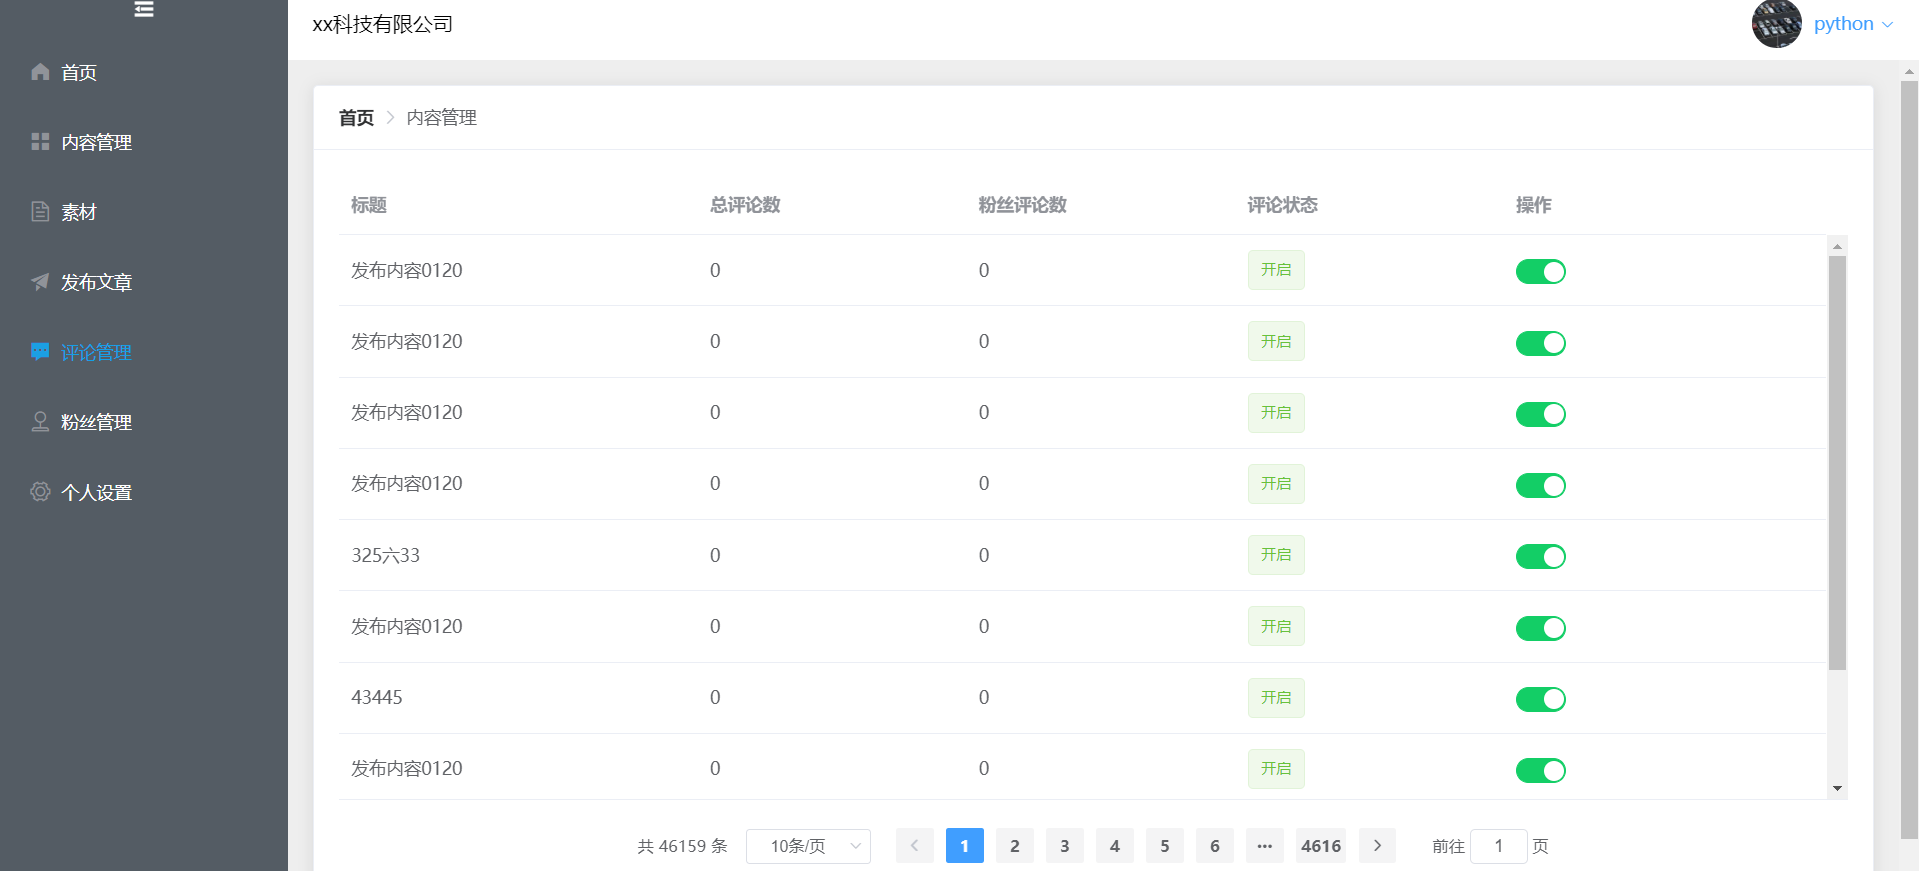 xx科技有限公司
python
首页
内容管理
素材
发布文章
评论管理
粉丝管理
个人设置
首页 > 内容管理
标题 总评论数 粉丝评论数 评论状态 操作
发布内容0120 0 0 开启
发布内容0120 0 0 开启
发布内容0120 0 0 开启
发布内容0120 0 0 开启
325六33 0 0 开启
发布内容0120 0 0 开启
43445 0 0 开启
发布内容0120 0 0 开启
共 46159 条 10条/页 1 2 3 4 5 6 ··· 4616 前往 1 页